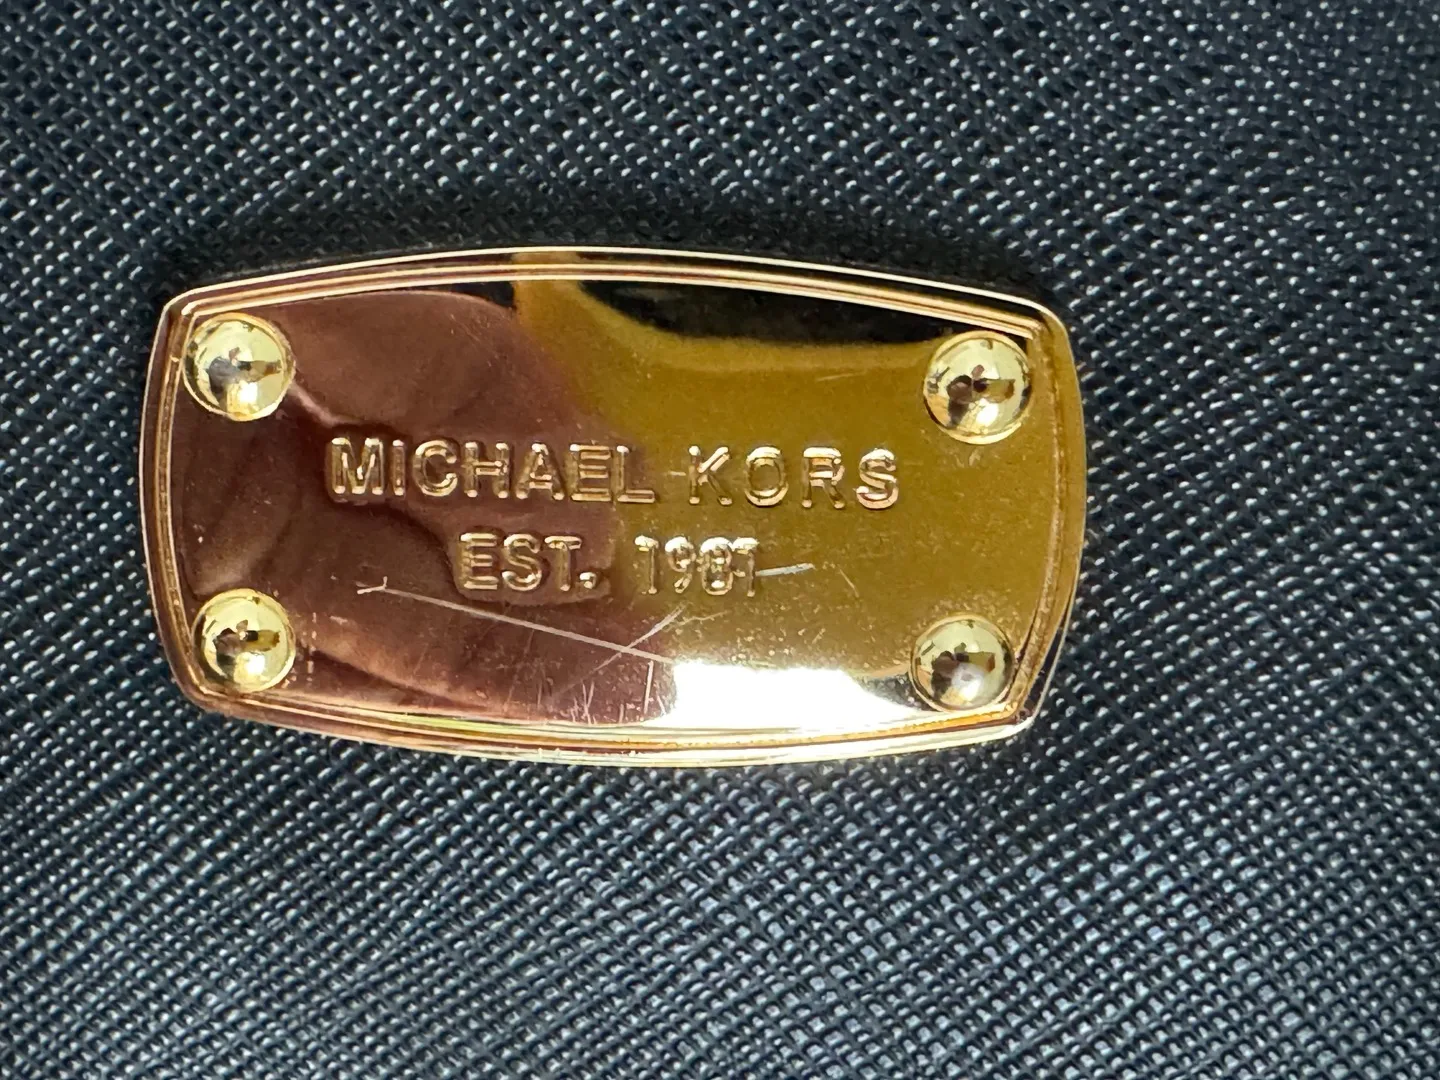 MICHAEL KORS
EST. 1981